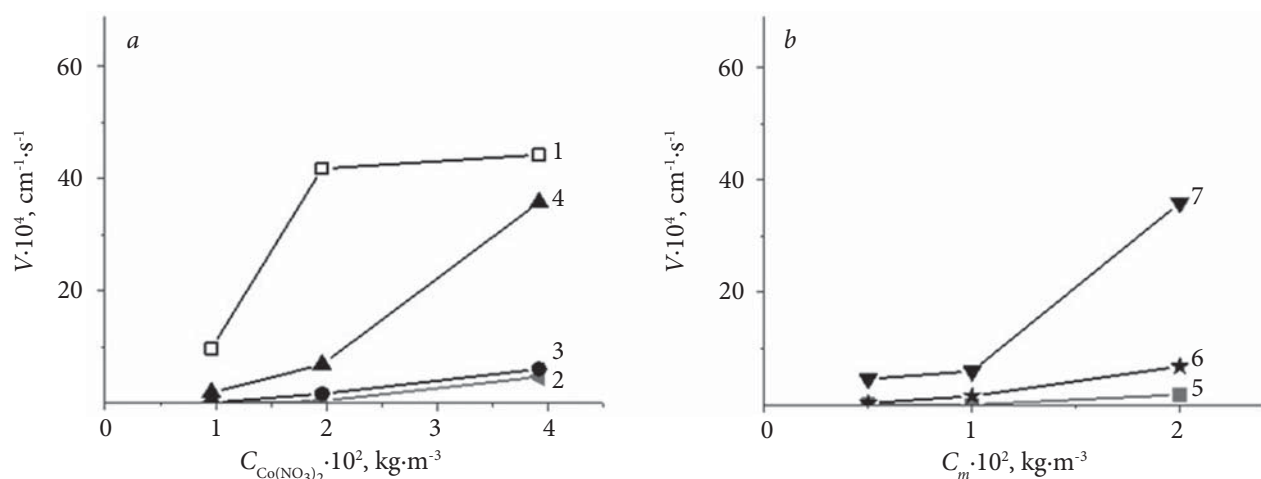 a
60
40
20
V·10⁴, cm⁻¹·s⁻¹
1
4
3
2
0 1 2 3 4
C_Co(NO₃)₂·10², kg·m⁻³
b
60
40
20
V·10⁴, cm⁻¹·s⁻¹
7
6
5
0 1 2
C_m·10², kg·m⁻³